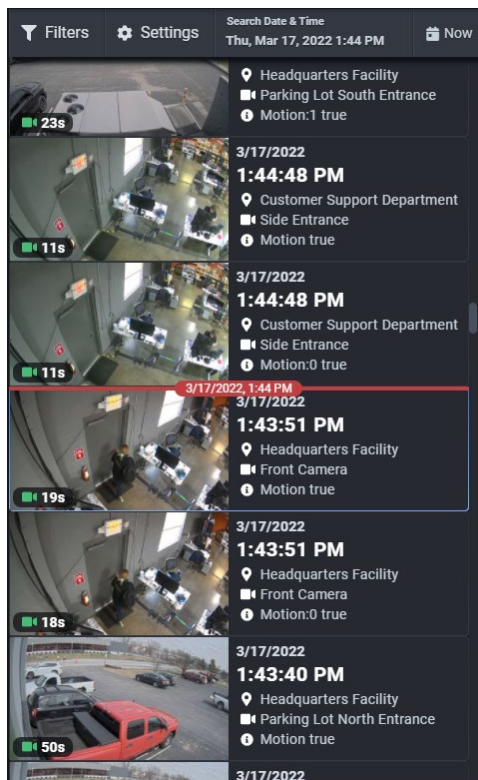 Filters
Settings
Search Date & Time
Thu, Mar 17, 2022 1:44 PM
Now
Headquarters Facility
Parking Lot South Entrance
Motion:1 true
23s
3/17/2022
1:44:48 PM
Customer Support Department
Side Entrance
Motion true
11s
3/17/2022
1:44:48 PM
Customer Support Department
Side Entrance
Motion:0 true
11s
3/17/2022, 1:44 PM
3/17/2022
1:43:51 PM
Headquarters Facility
Front Camera
Motion true
19s
3/17/2022
1:43:51 PM
Headquarters Facility
Front Camera
Motion:0 true
18s
3/17/2022
1:43:40 PM
Headquarters Facility
Parking Lot North Entrance
Motion true
50s
3/17/2022